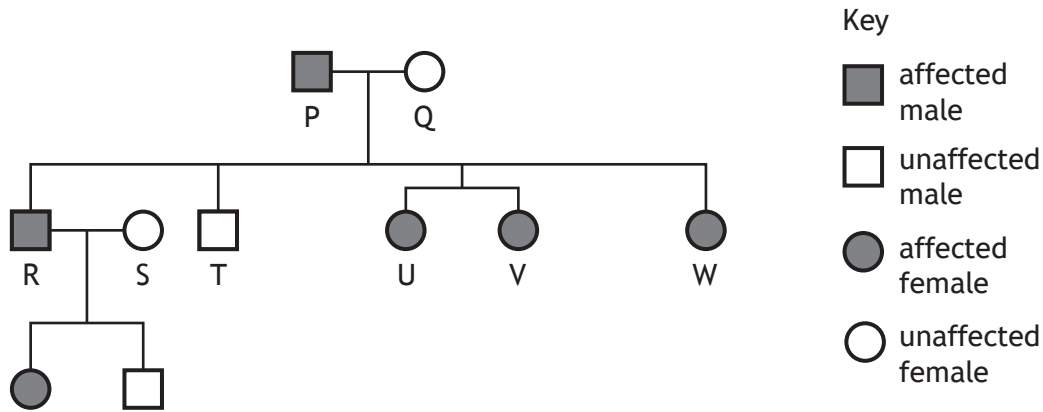 Key
affected
male
unaffected
male
affected
female
unaffected
female
P
Q
R
S
T
U
V
W